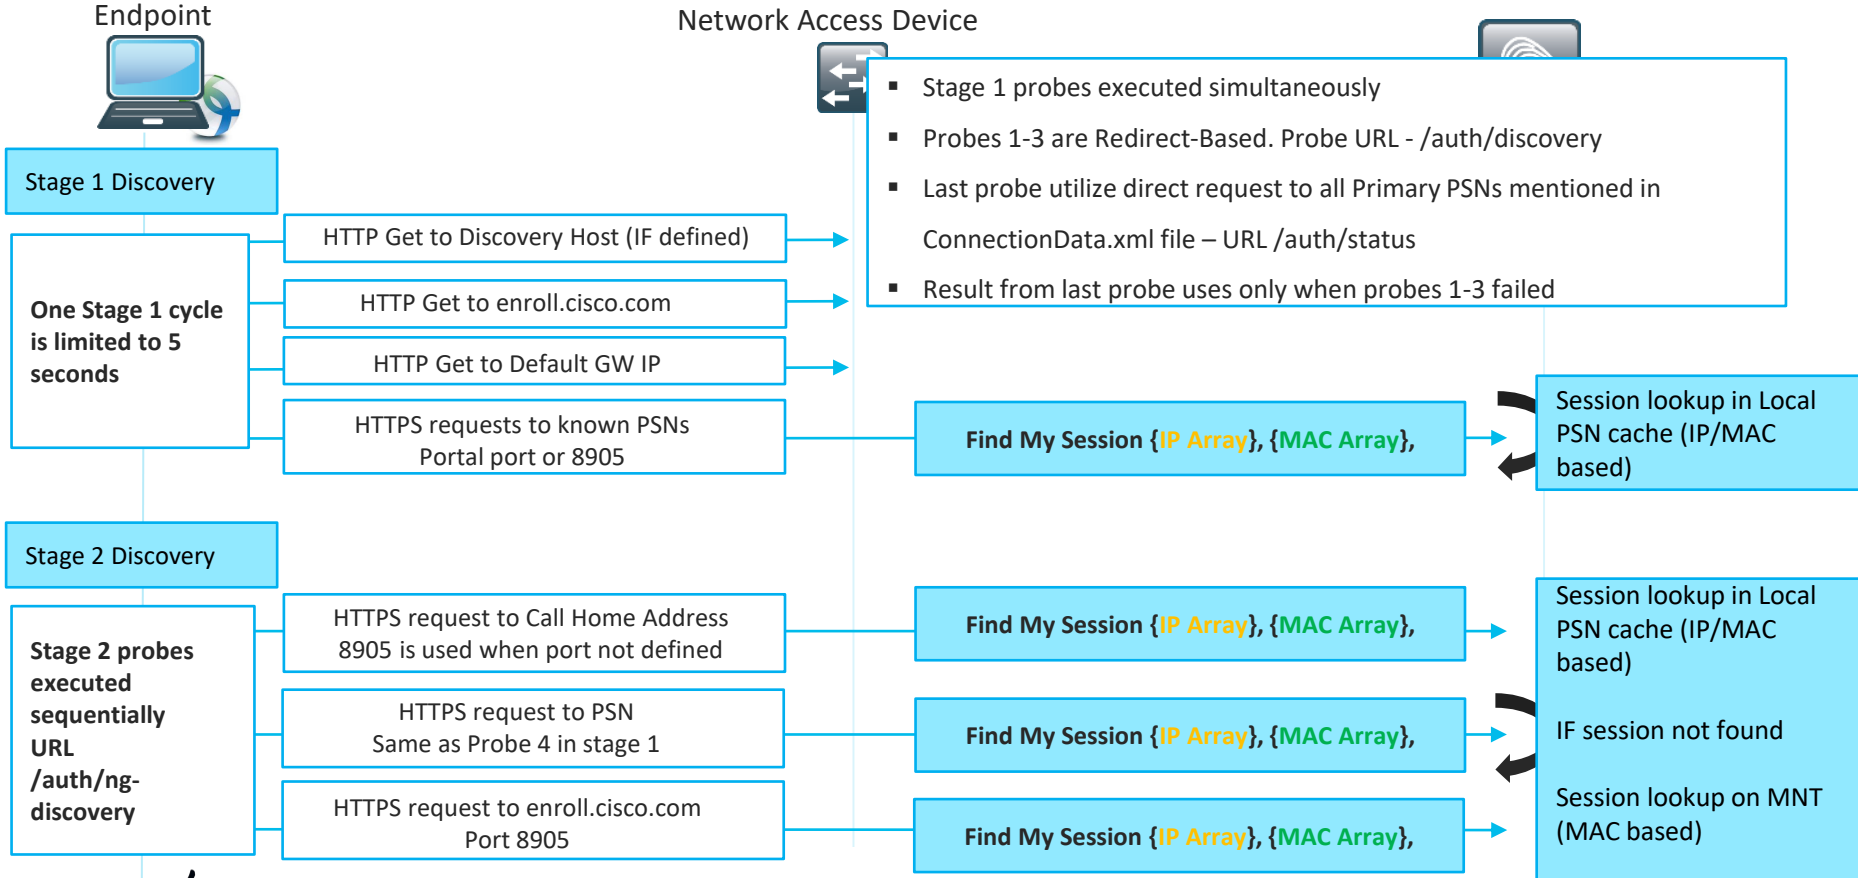 Endpoint
Network Access Device
▪ Stage 1 probes executed simultaneously
▪ Probes 1-3 are Redirect-Based. Probe URL - /auth/discovery
▪ Last probe utilize direct request to all Primary PSNs mentioned in
ConnectionData.xml file – URL /auth/status
▪ Result from last probe uses only when probes 1-3 failed
Stage 1 Discovery
One Stage 1 cycle
is limited to 5
seconds
HTTP Get to Discovery Host (IF defined)
HTTP Get to enroll.cisco.com
HTTP Get to Default GW IP
HTTPS requests to known PSNs
Portal port or 8905
Find My Session {IP Array}, {MAC Array},
Session lookup in Local
PSN cache (IP/MAC
based)
Stage 2 Discovery
Stage 2 probes
executed
sequentially
URL
/auth/ng-
discovery
HTTPS request to Call Home Address
8905 is used when port not defined
Find My Session {IP Array}, {MAC Array},
HTTPS request to PSN
Same as Probe 4 in stage 1
Find My Session {IP Array}, {MAC Array},
HTTPS request to enroll.cisco.com
Port 8905
Find My Session {IP Array}, {MAC Array},
Session lookup in Local
PSN cache (IP/MAC
based)
IF session not found
Session lookup on MNT
(MAC based)